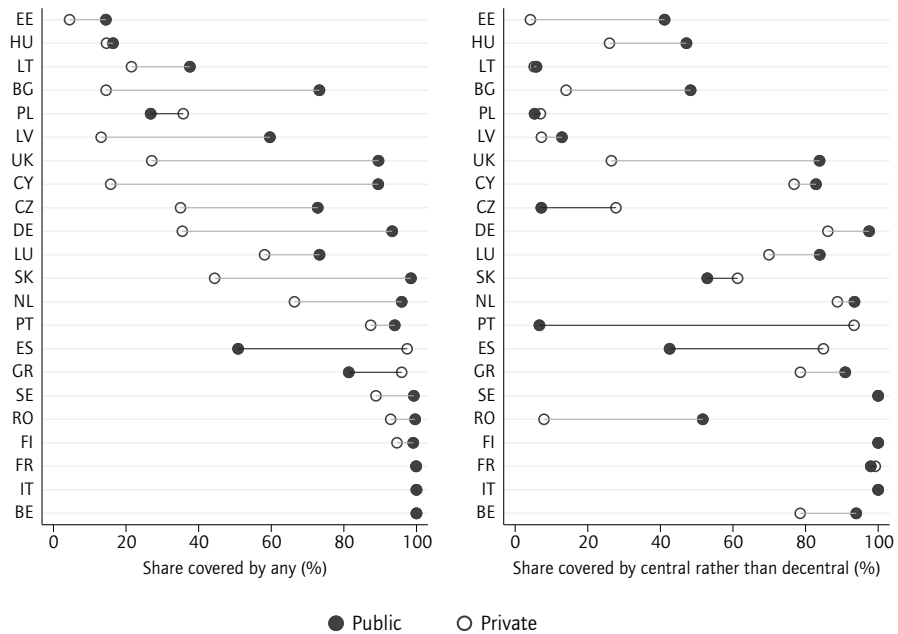 EE
HU
LT
BG
PL
LV
UK
CY
CZ
DE
LU
SK
NL
PT
ES
GR
SE
RO
FI
FR
IT
BE
0 20 40 60 80 100
Share covered by any (%)
EE
HU
LT
BG
PL
LV
UK
CY
CZ
DE
LU
SK
NL
PT
ES
GR
SE
RO
FI
FR
IT
BE
0 20 40 60 80 100
Share covered by central rather than decentral (%)
Public Private